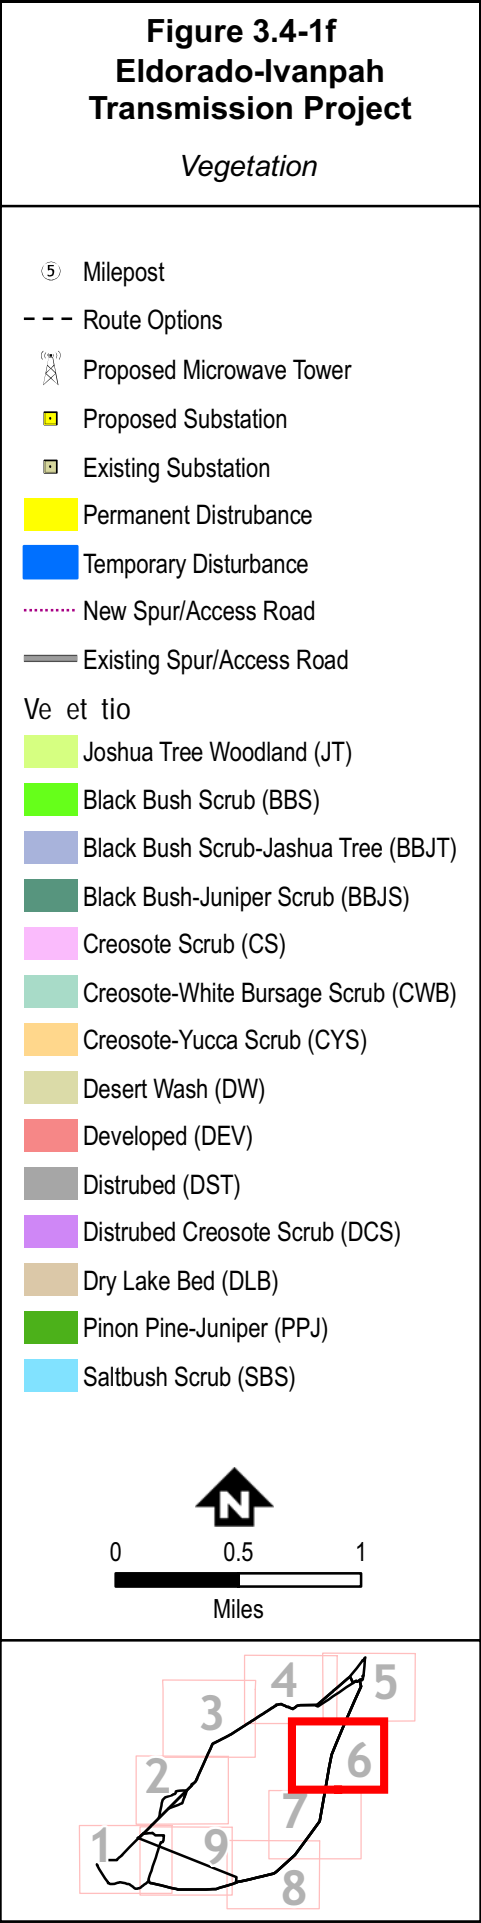 Figure 3.4-1f
Eldorado-Ivanpah
Transmission Project
Vegetation
5 Milepost
Route Options
Proposed Microwave Tower
Proposed Substation
Existing Substation
Permanent Distrubance
Temporary Disturbance
New Spur/Access Road
Existing Spur/Access Road
Ve et tio
Joshua Tree Woodland (JT)
Black Bush Scrub (BBS)
Black Bush Scrub-Jashua Tree (BBJT)
Black Bush-Juniper Scrub (BBJS)
Creosote Scrub (CS)
Creosote-White Bursage Scrub (CWB)
Creosote-Yucca Scrub (CYS)
Desert Wash (DW)
Developed (DEV)
Distrubed (DST)
Distrubed Creosote Scrub (DCS)
Dry Lake Bed (DLB)
Pinon Pine-Juniper (PPJ)
Saltbush Scrub (SBS)
N
0 0.5 1
Miles
4 5
3
6
2
7
1 9
8